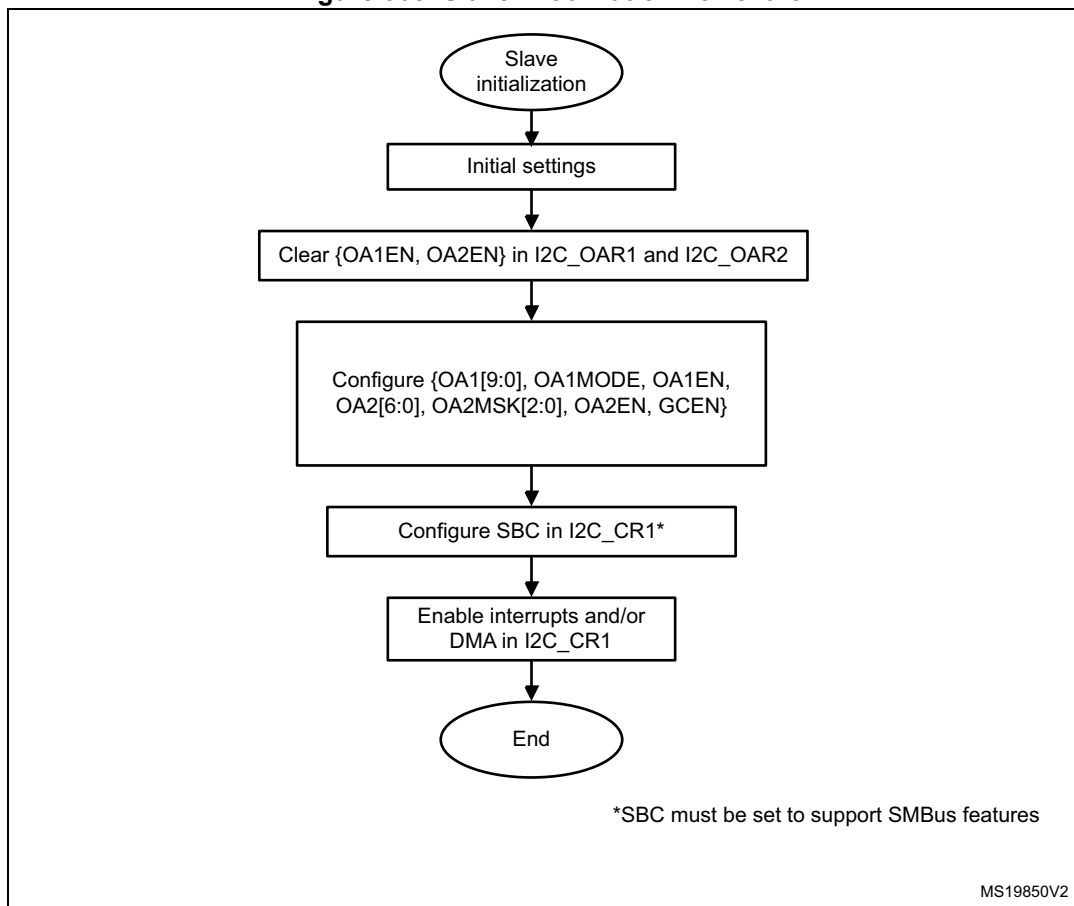 Slave
initialization
Initial settings
Clear {OA1EN, OA2EN} in I2C_OAR1 and I2C_OAR2
Configure {OA1[9:0], OA1MODE, OA1EN,
OA2[6:0], OA2MSK[2:0], OA2EN, GCEN}
Configure SBC in I2C_CR1*
Enable interrupts and/or
DMA in I2C_CR1
End
*SBC must be set to support SMBus features
MS19850V2